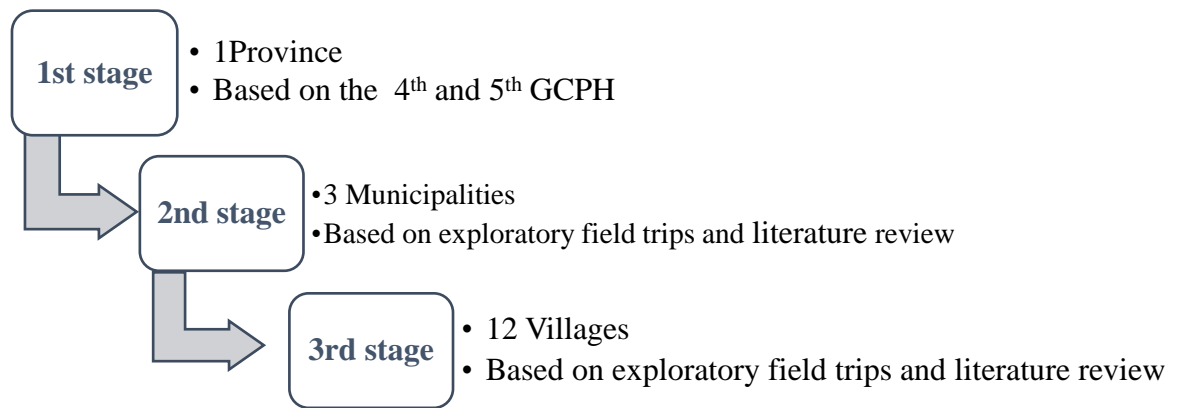 1st stage
• 1Province
• Based on the 4th and 5th GCPH
2nd stage
•3 Municipalities
•Based on exploratory field trips and literature review
3rd stage
• 12 Villages
• Based on exploratory field trips and literature review